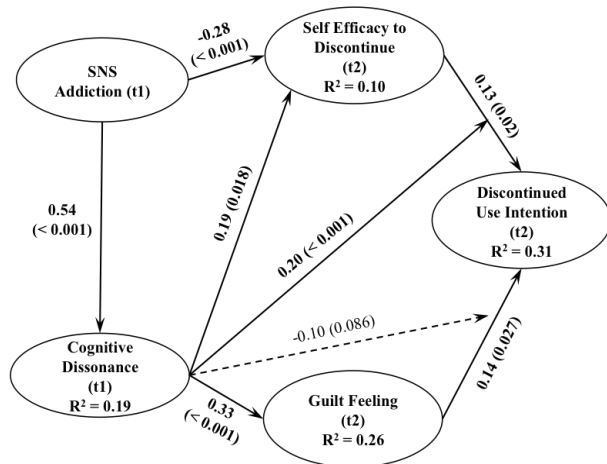 -0.28
(< 0.001)
Self Efficacy to
Discontinue
(t2)
R² = 0.10
SNS
Addiction (t1)
0.13 (0.02)
0.54
(< 0.001)
0.19 (0.018)
0.20 (< 0.001)
Discontinued
Use Intention
(t2)
R² = 0.31
-0.10 (0.086)
0.14 (0.027)
Cognitive
Dissonance
(t1)
R² = 0.19
0.33
(< 0.001)
Guilt Feeling
(t2)
R² = 0.26